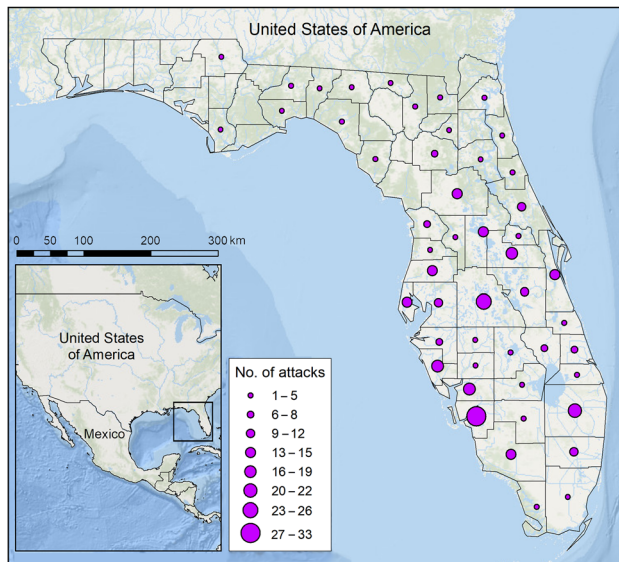 United States of America
0 50 100 200 300 km
United States
of America
Mexico
No. of attacks
1 – 5
6 – 8
9 – 12
13 – 15
16 – 19
20 – 22
23 – 26
27 – 33